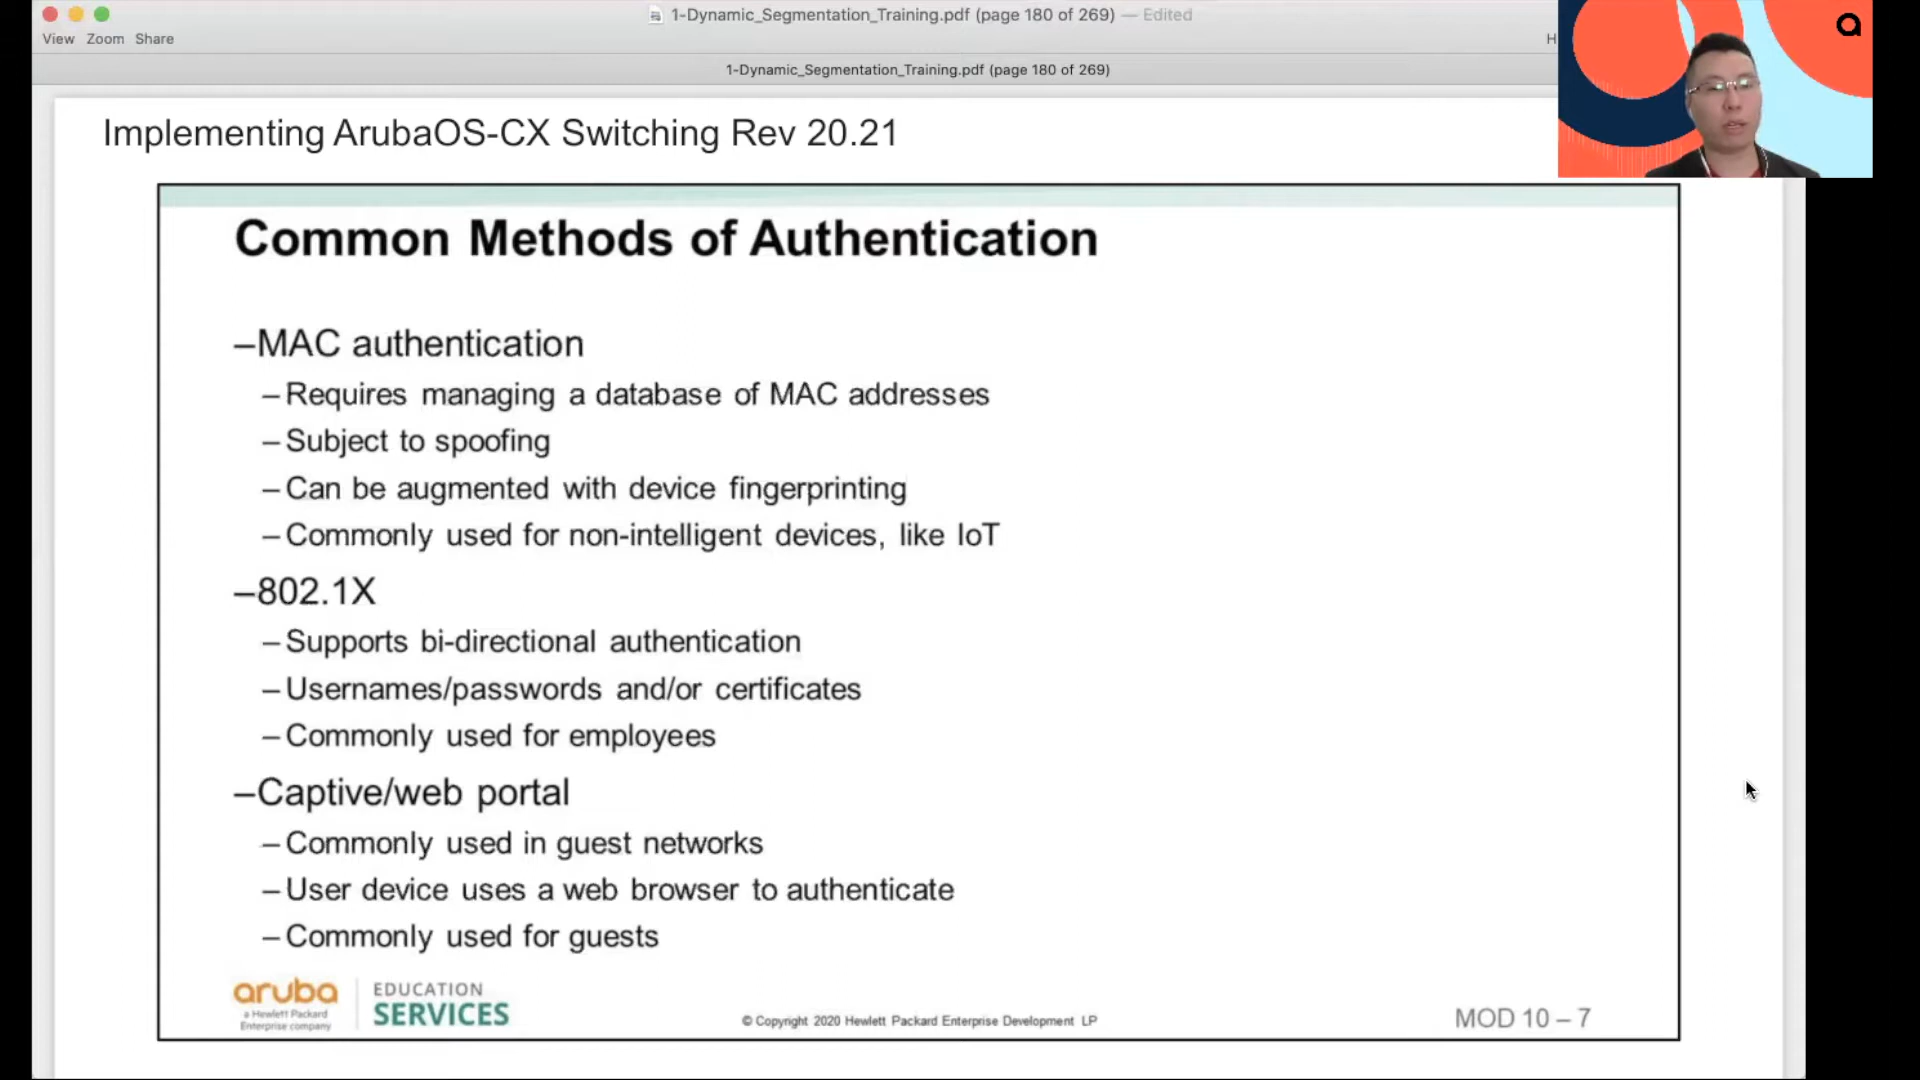 1-Dynamic_Segmentation_Training.pdf (page 180 of 269) — Edited
View Zoom Share
H
1-Dynamic_Segmentation_Training.pdf (page 180 of 269)
Implementing ArubaOS-CX Switching Rev 20.21
Common Methods of Authentication
–MAC authentication
–Requires managing a database of MAC addresses
–Subject to spoofing
–Can be augmented with device fingerprinting
–Commonly used for non-intelligent devices, like IoT
–802.1X
–Supports bi-directional authentication
–Usernames/passwords and/or certificates
–Commonly used for employees
–Captive/web portal
–Commonly used in guest networks
–User device uses a web browser to authenticate
–Commonly used for guests
aruba
a Hewlett Packard
Enterprise company
EDUCATION
SERVICES
© Copyright 2020 Hewlett Packard Enterprise Development LP
MOD 10 – 7